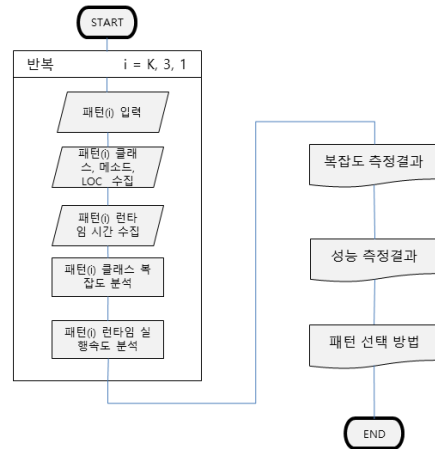 START
반복 i = K, 3, 1
패턴(i) 입력
패턴(i) 클래
스, 메소드,
LOC 수집
패턴(i) 런타
임 시간 수집
패턴(i) 클래스 복
잡도 분석
패턴(i) 런타임 실
행속도 분석
복잡도 측정결과
성능 측정결과
패턴 선택 방법
END